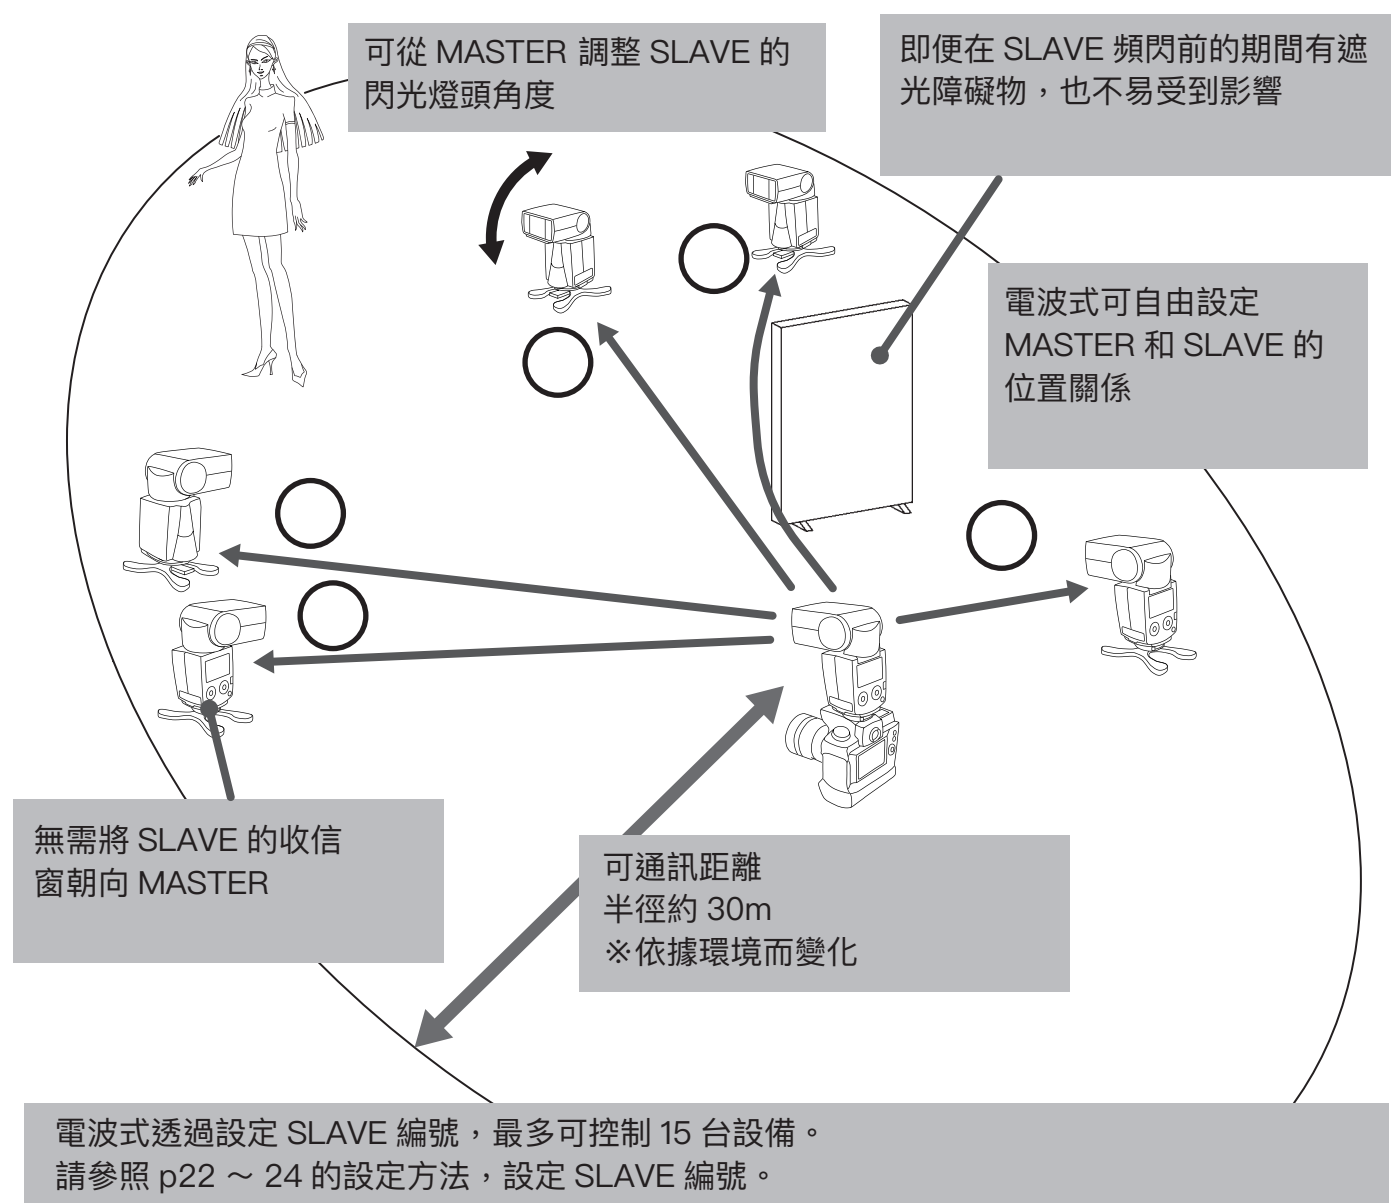 可從 MASTER 調整 SLAVE 的
閃光燈頭角度
即便在 SLAVE 頻閃前的期間有遮
光障礙物，也不易受到影響
電波式可自由設定
MASTER 和 SLAVE 的
位置關係
無需將 SLAVE 的收信
窗朝向 MASTER
可通訊距離
半徑約 30m
※依據環境而變化
電波式透過設定 SLAVE 編號，最多可控制 15 台設備。
請參照 p22 ～ 24 的設定方法，設定 SLAVE 編號。